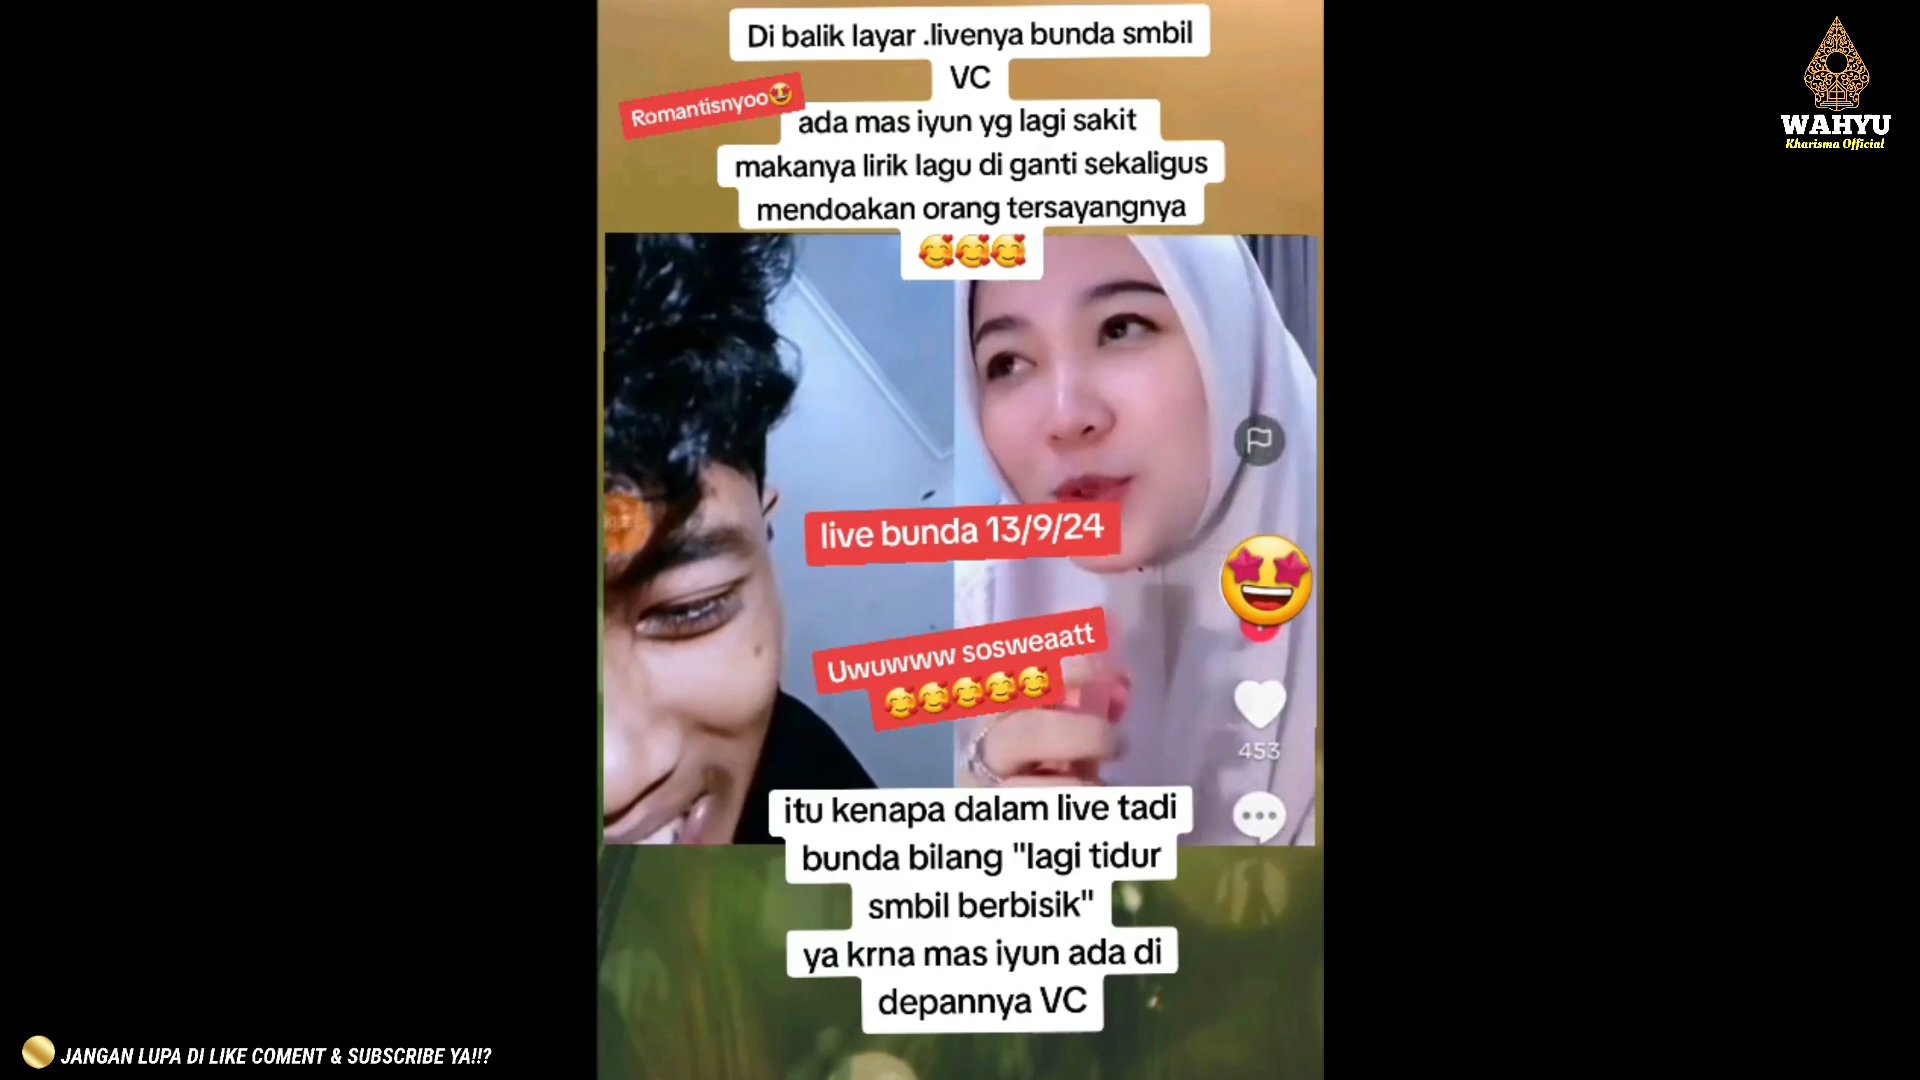 Di balik layar .livenya bunda smbil
VC
Romantisnyoo🤩
ada mas iyun yg lagi sakit
makanya lirik lagu di ganti sekaligus
mendoakan orang tersayangnya
🥰🥰🥰
live bunda 13/9/24
Uwuwww sosweaatt
🥰🥰🥰🥰🥰
453
itu kenapa dalam live tadi
bunda bilang "lagi tidur
smbil berbisik"
ya krna mas iyun ada di
depannya VC
WAHYU
Kharisma Official
JANGAN LUPA DI LIKE COMENT & SUBSCRIBE YA!!?